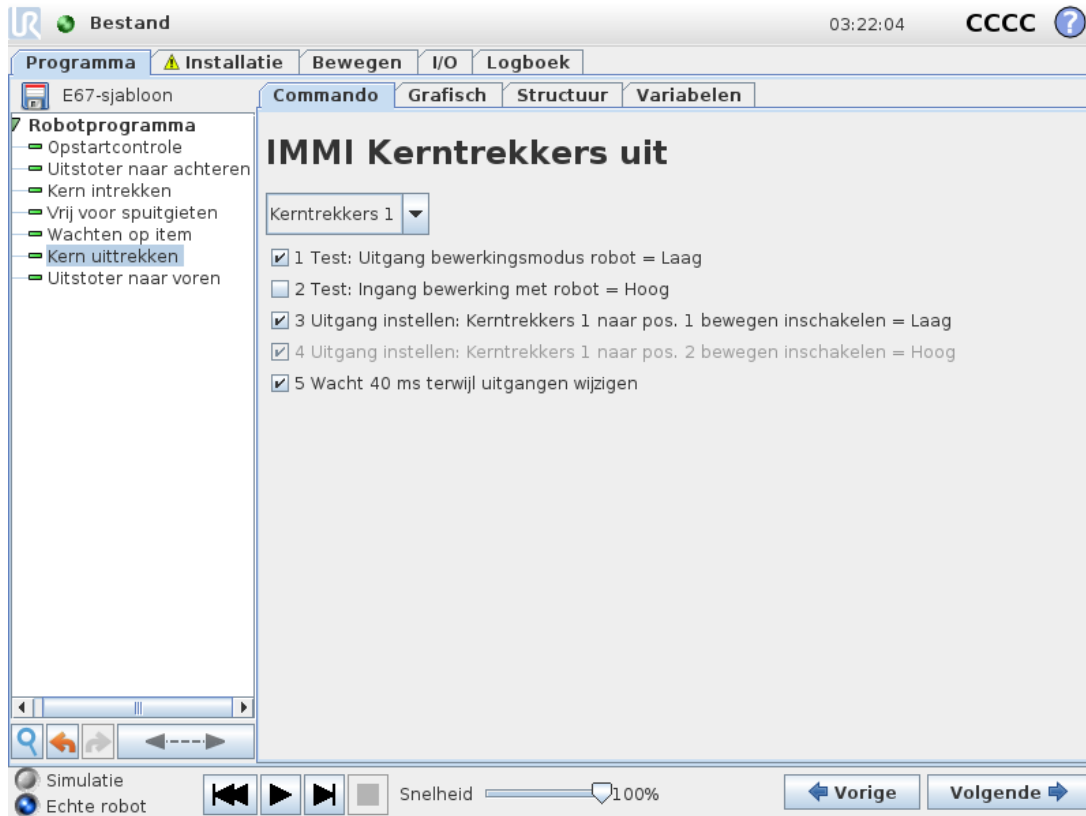 UR Bestand 03:22:04 CCCC ?
Programma Installatie Bewegen I/O Logboek
E67-sjabloon
Commando Grafisch Structuur Variabelen
Robotprogramma
Opstartcontrole
Uitstoter naar achteren
Kern intrekken
Vrij voor spuitgieten
Wachten op item
Kern uittrekken
Uitstoter naar voren
IMMI Kerntrekkers uit
Kerntrekkers 1
1 Test: Uitgang bewerkingsmodus robot = Laag
2 Test: Ingang bewerking met robot = Hoog
3 Uitgang instellen: Kerntrekkers 1 naar pos. 1 bewegen inschakelen = Laag
4 Uitgang instellen: Kerntrekkers 1 naar pos. 2 bewegen inschakelen = Hoog
5 Wacht 40 ms terwijl uitgangen wijzigen
Simulatie
Echte robot
Snelheid 100%
Vorige Volgende